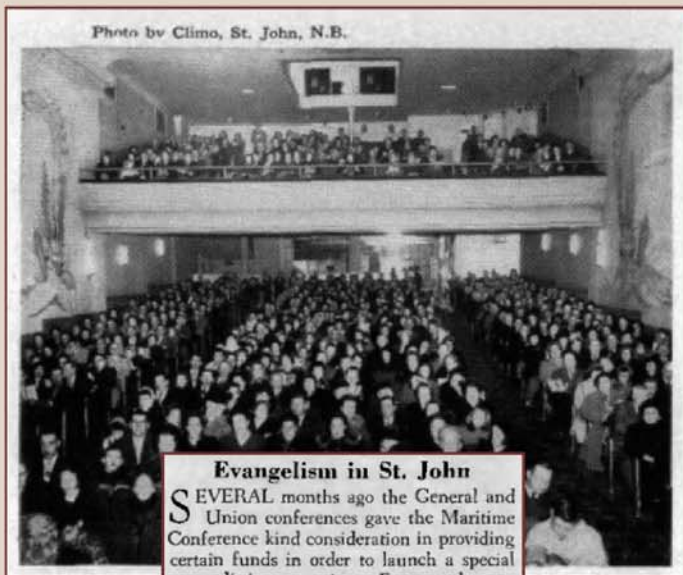 Photo by Climo, St. John, N.B.
Evangelism in St. John
SEVERAL months ago the General and
Union conferences gave the Maritime
Conference kind consideration in providing
certain funds in order to launch a special